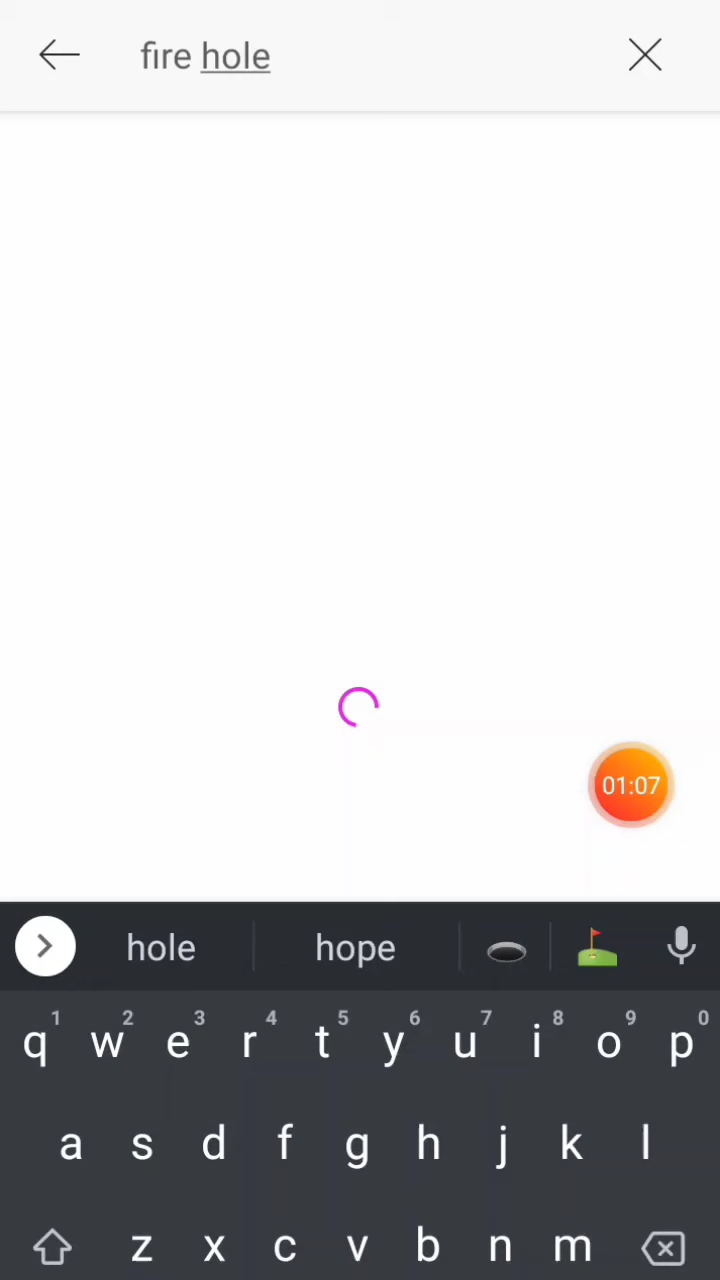 fire hole
01:07
hole hope
1 2 3 4 5 6 7 8 9 0
q w e r t y u i o p
a s d f g h j k l
z x c v b n m